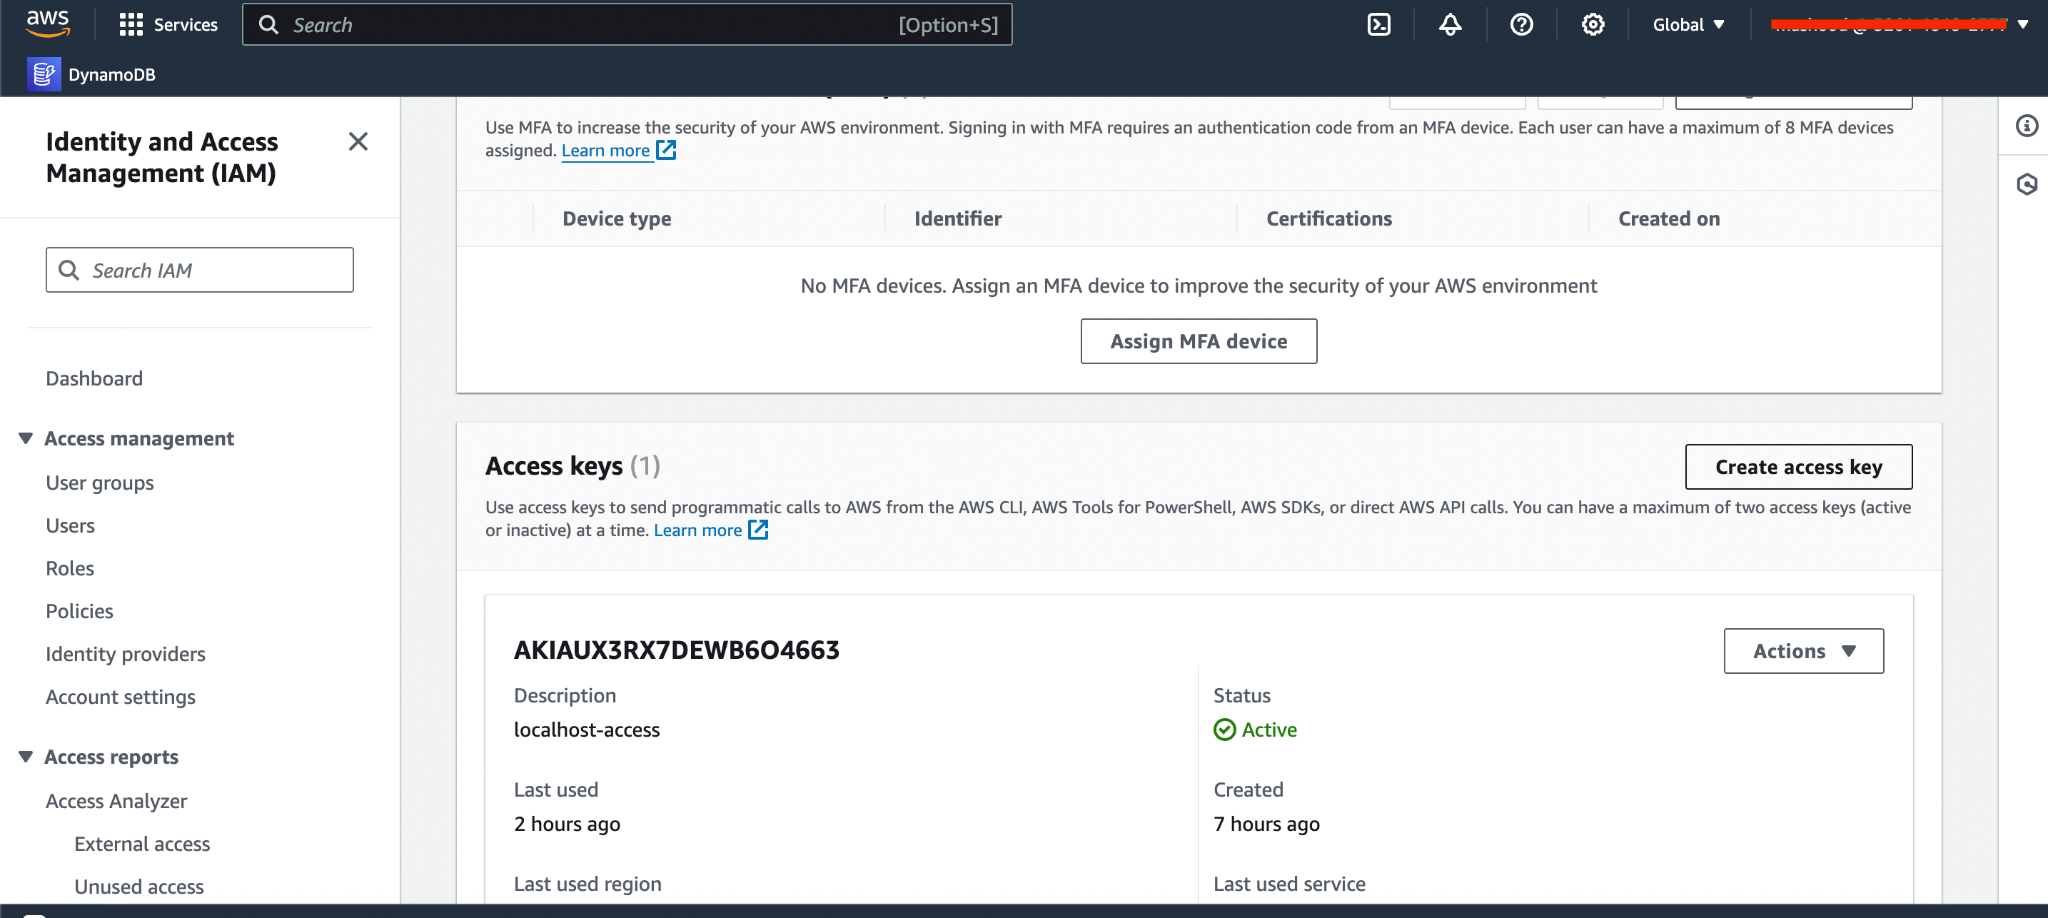 aws
Services
Search
[Option+S]
Global
DynamoDB
Identity and Access
Management (IAM)
Search IAM
Dashboard
Access management
User groups
Users
Roles
Policies
Identity providers
Account settings
Access reports
Access Analyzer
External access
Unused access
Use MFA to increase the security of your AWS environment. Signing in with MFA requires an authentication code from an MFA device. Each user can have a maximum of 8 MFA devices
assigned. Learn more
Device type
Identifier
Certifications
Created on
No MFA devices. Assign an MFA device to improve the security of your AWS environment
Assign MFA device
Access keys (1)
Create access key
Use access keys to send programmatic calls to AWS from the AWS CLI, AWS Tools for PowerShell, AWS SDKs, or direct AWS API calls. You can have a maximum of two access keys (active
or inactive) at a time. Learn more
AKIAUX3RX7DEWB6O4663
Actions
Description
localhost-access
Status
Active
Last used
2 hours ago
Created
7 hours ago
Last used region
Last used service